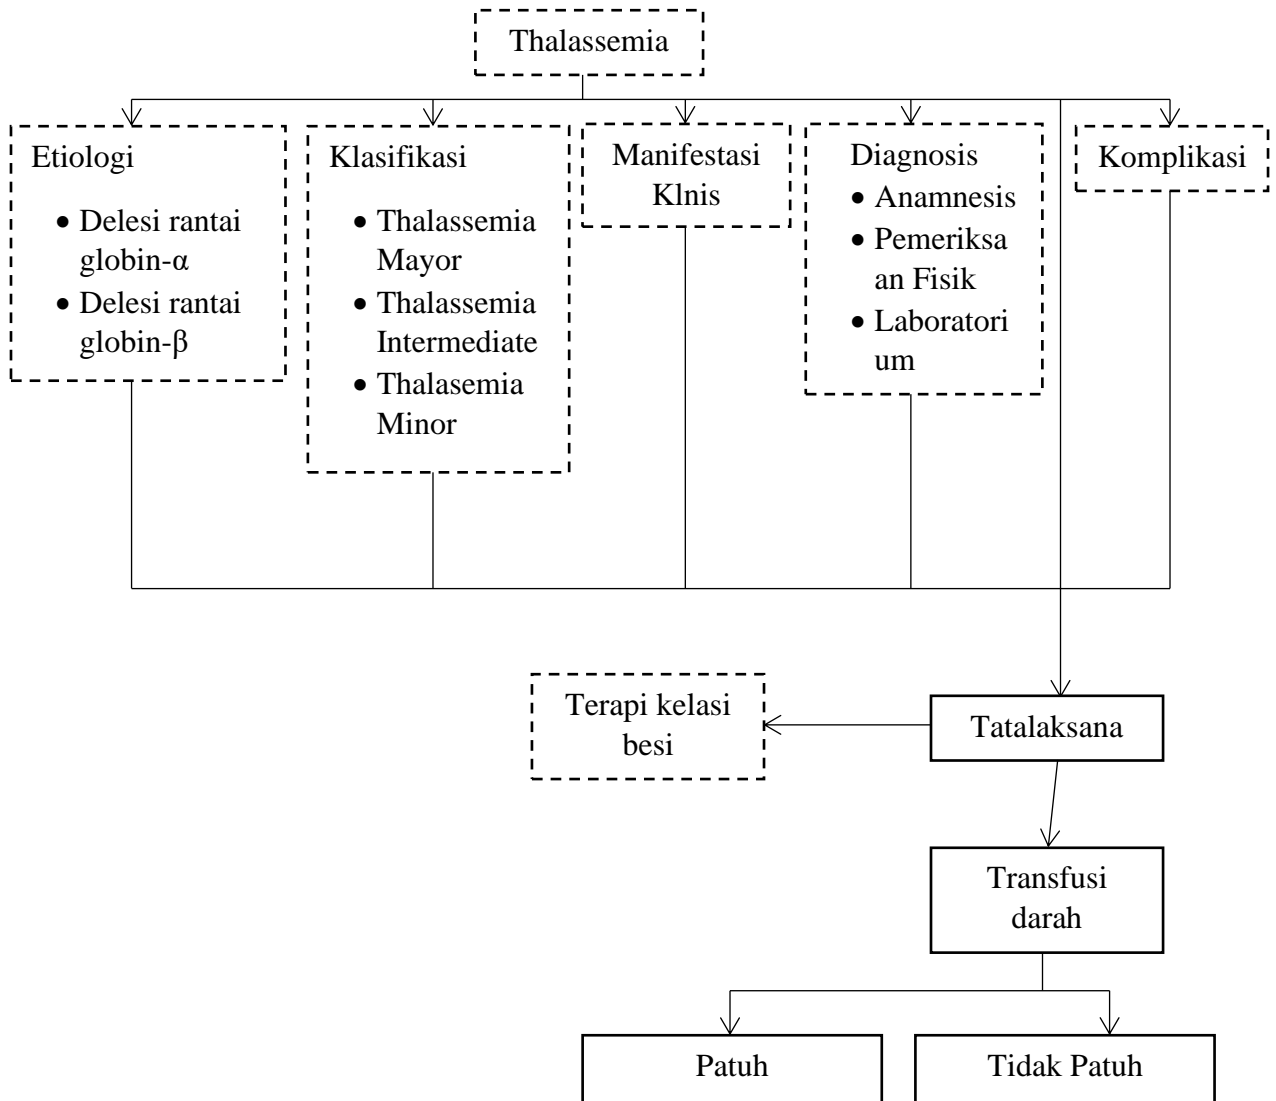 Thalassemia
Etiologi
• Delesi rantai
globin-α
• Delesi rantai
globin-β
Klasifikasi
• Thalassemia
Mayor
• Thalassemia
Intermediate
• Thalasemia
Minor
Manifestasi
Klnis
Diagnosis
• Anamnesis
• Pemeriksa
an Fisik
• Laboratori
um
Komplikasi
Terapi kelasi
besi
Tatalaksana
Transfusi
darah
Patuh
Tidak Patuh